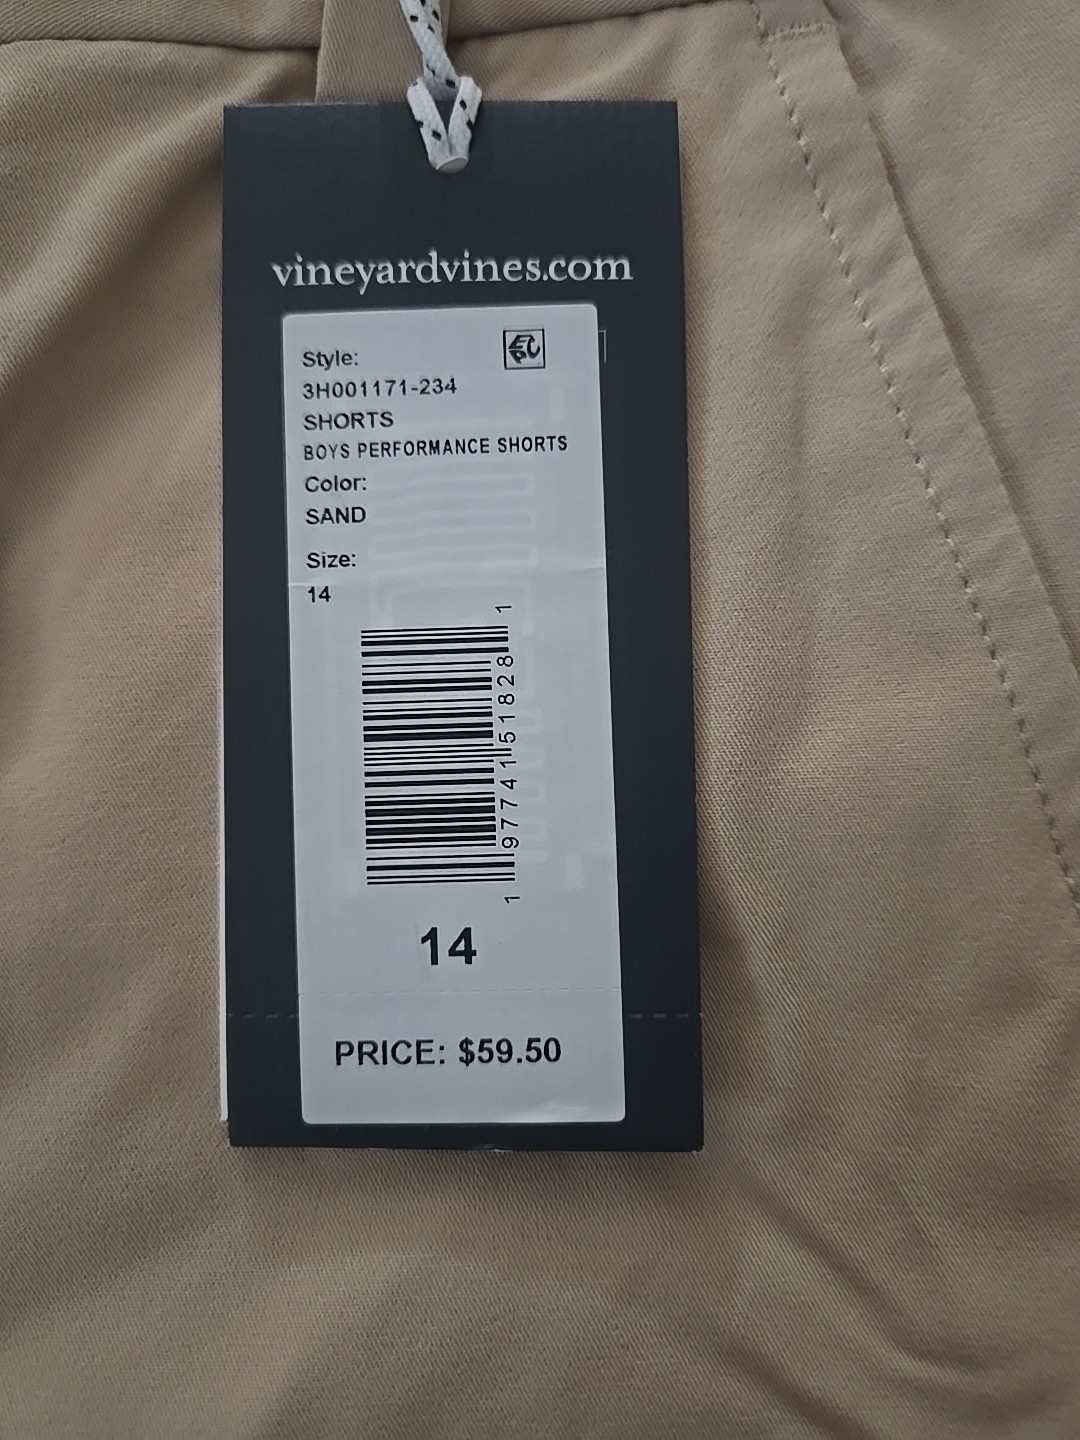 vineyardvines.com
Style:
3H001171-234
SHORTS
BOYS PERFORMANCE SHORTS
Color:
SAND
Size:
14
1 97741 51828 1
14
PRICE: $59.50